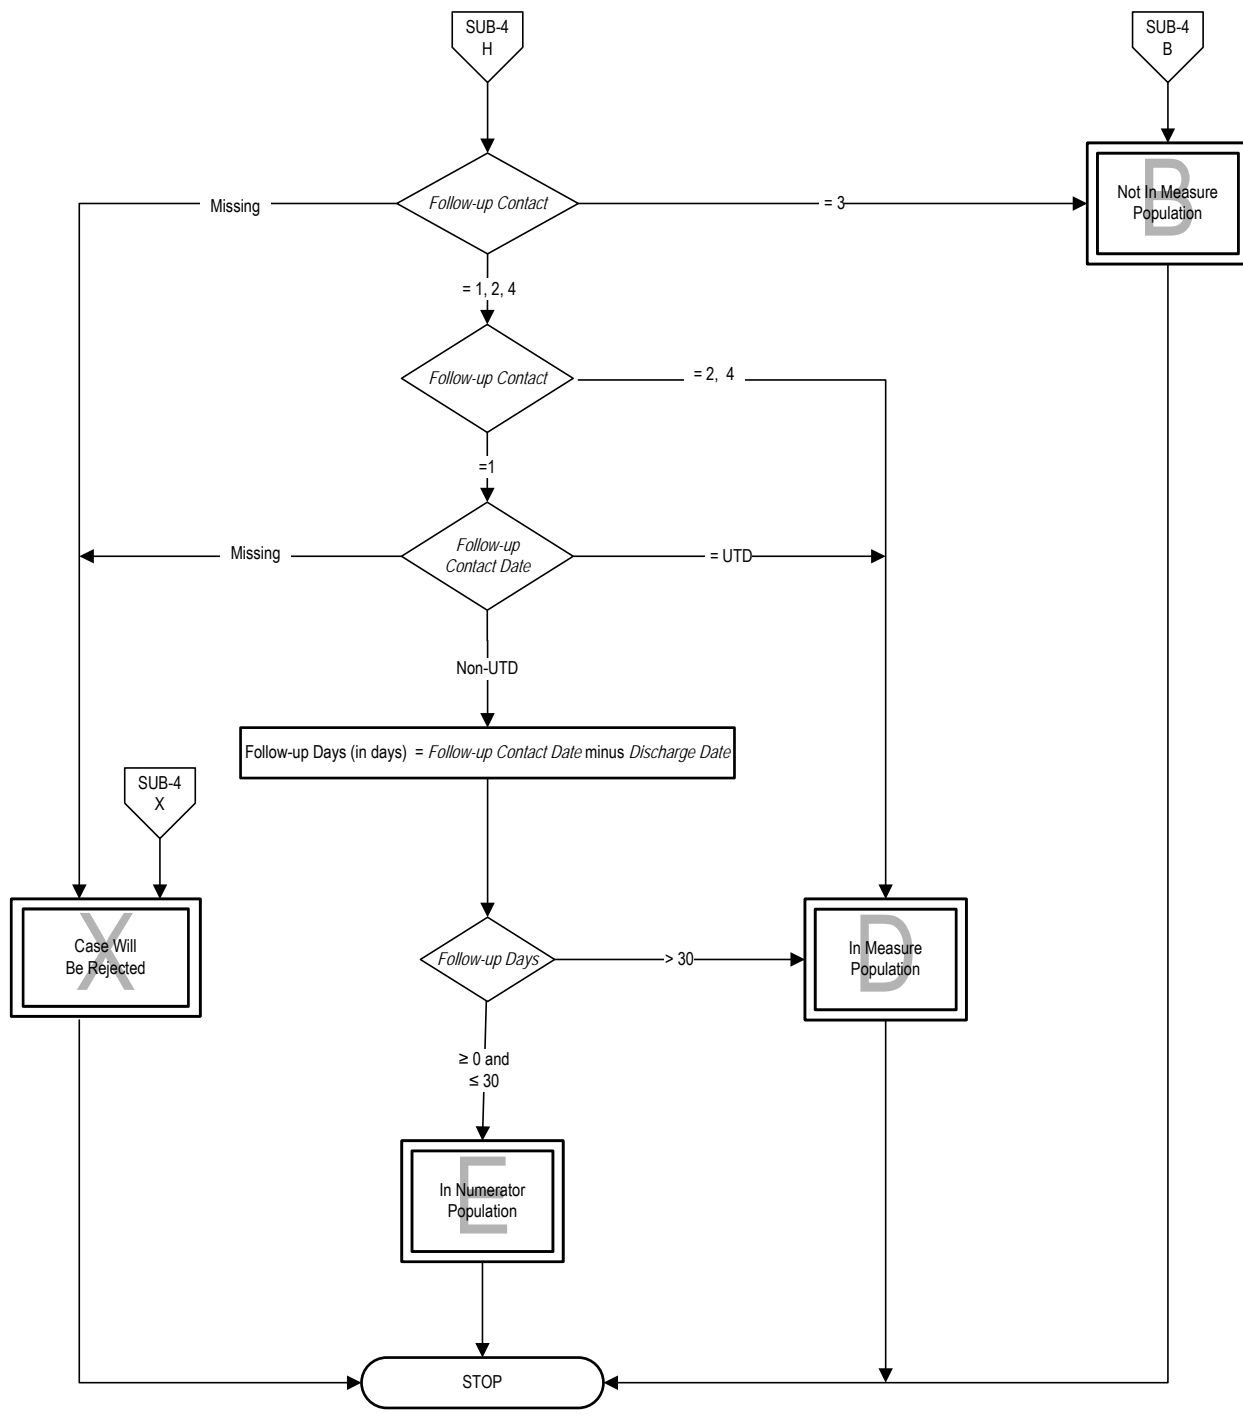 SUB-4
H
SUB-4
B
Missing
Follow-up Contact
= 3
B
Not In Measure
Population
= 1, 2, 4
Follow-up Contact
= 2, 4
=1
Missing
Follow-up
Contact Date
= UTD
Non-UTD
Follow-up Days (in days) = Follow-up Contact Date minus Discharge Date
SUB-4
X
X
Case Will
Be Rejected
Follow-up Days
> 30
D
In Measure
Population
≥ 0 and
≤ 30
E
In Numerator
Population
STOP